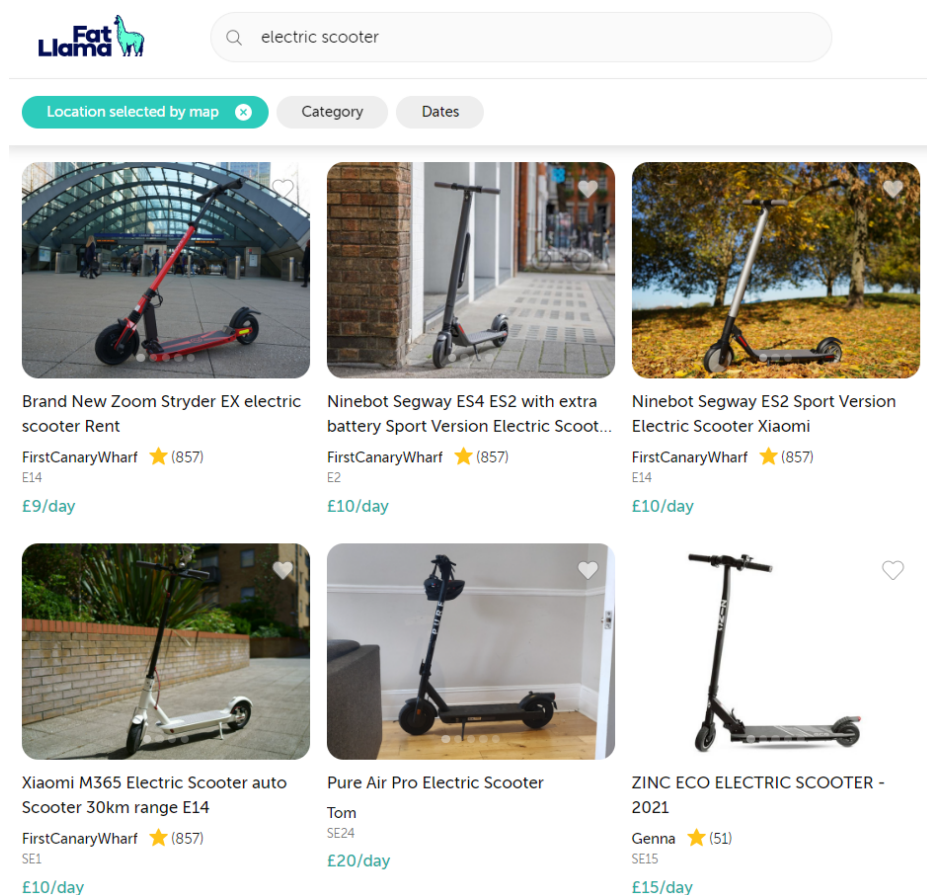 Fat
Llama
electric scooter
Location selected by map
Category
Dates
Brand New Zoom Stryder EX electric
scooter Rent
FirstCanaryWharf (857)
E14
£9/day
Ninebot Segway ES4 ES2 with extra
battery Sport Version Electric Scoot...
FirstCanaryWharf (857)
E2
£10/day
Ninebot Segway ES2 Sport Version
Electric Scooter Xiaomi
FirstCanaryWharf (857)
E14
£10/day
Xiaomi M365 Electric Scooter auto
Scooter 30km range E14
FirstCanaryWharf (857)
SE1
£10/day
PURE
Pure Air Pro Electric Scooter
Tom
SE24
£20/day
ZINC ECO ELECTRIC SCOOTER -
2021
Genna (51)
SE15
£15/day